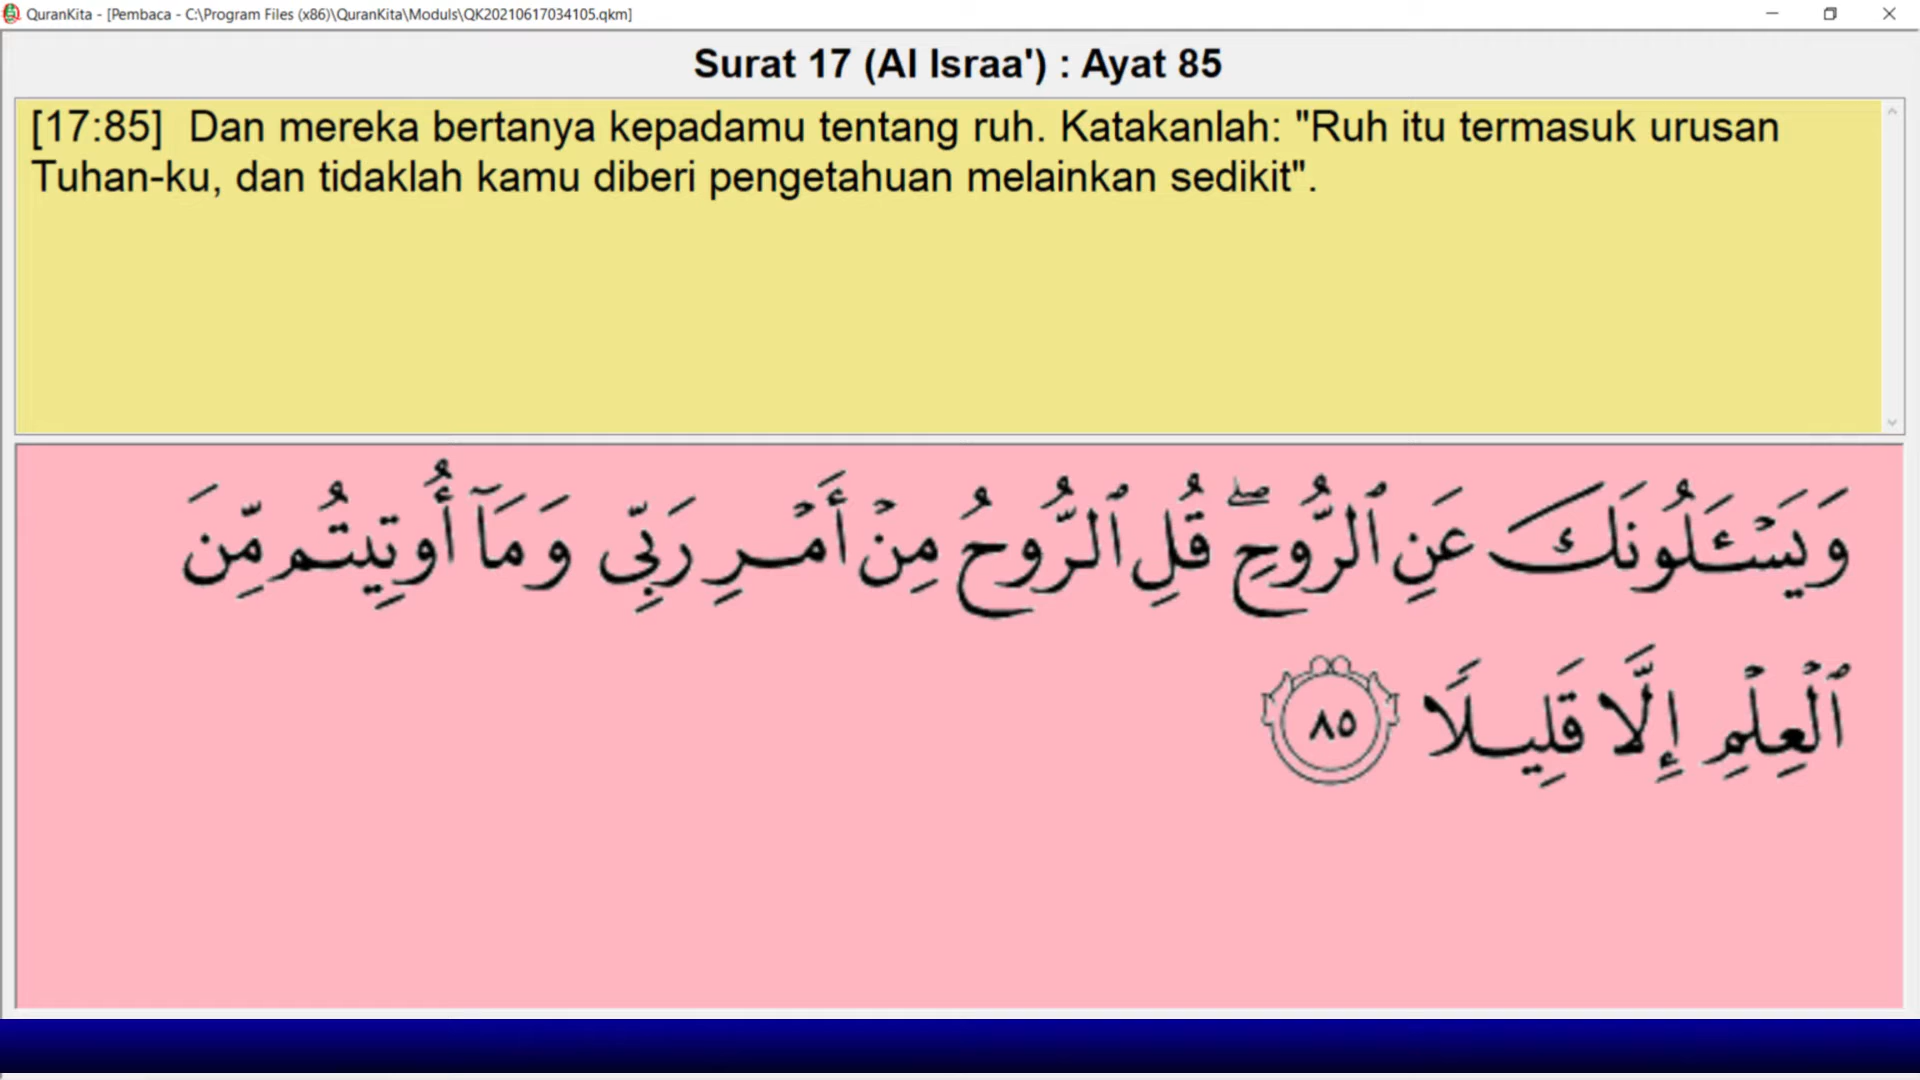 QuranKita - [Pembaca - C:\Program Files (x86)\QuranKita\Moduls\QK20210617034105.qkm]
Surat 17 (Al Israa') : Ayat 85
[17:85]  Dan mereka bertanya kepadamu tentang ruh. Katakanlah: "Ruh itu termasuk urusan
Tuhan-ku, dan tidaklah kamu diberi pengetahuan melainkan sedikit".
وَيَسْـَٔلُونَكَ عَنِ ٱلرُّوحِ ۖ قُلِ ٱلرُّوحُ مِنْ أَمْرِ رَبِّى وَمَآ أُوتِيتُم مِّنَ
ٱلْعِلْمِ إِلَّا قَلِيلًا ٨٥